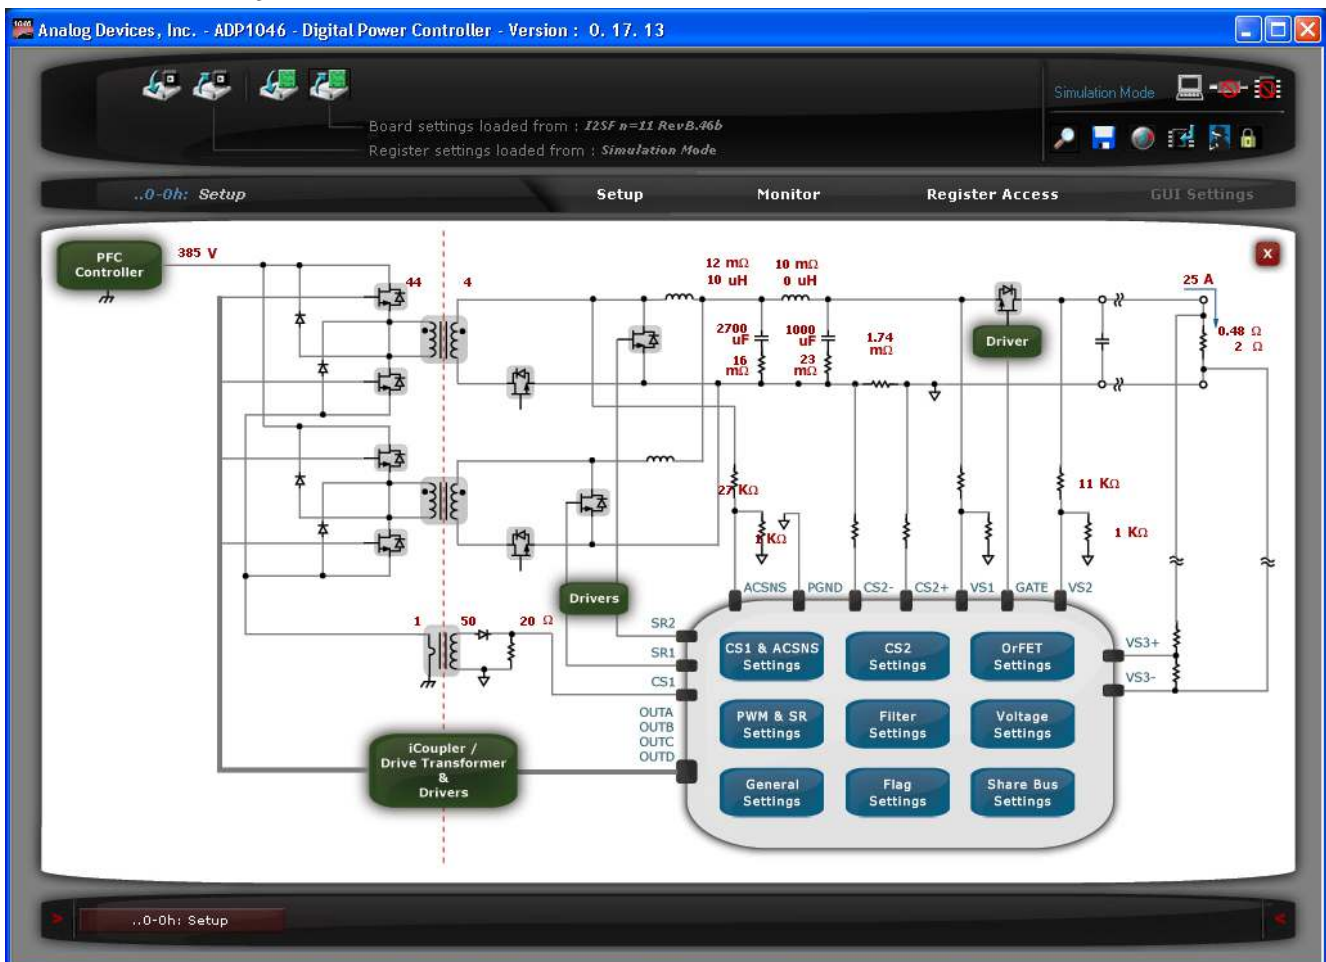 Analog Devices, Inc. - ADP1046 - Digital Power Controller - Version : 0. 17. 13
Simulation Mode
Board settings loaded from : I2SF n=11 RevB.46b
Register settings loaded from : Simulation Mode
..0-0h: Setup
Setup
Monitor
Register Access
GUI Settings
PFC
Controller
385 V
44
4
12 mΩ
10 uH
10 mΩ
0 uH
25 A
X
2700
uF
16
mΩ
1000
uF
23
mΩ
1.74
mΩ
Driver
0.48 Ω
2 Ω
27 KΩ
1 KΩ
11 KΩ
1 KΩ
ACSNS
PGND
CS2-
CS2+
VS1
GATE
VS2
Drivers
1
50
20 Ω
SR2
SR1
CS1
OUTA
OUTB
OUTC
OUTD
VS3+
VS3-
CS1 & ACSNS
Settings
CS2
Settings
OrFET
Settings
PWM & SR
Settings
Filter
Settings
Voltage
Settings
General
Settings
Flag
Settings
Share Bus
Settings
iCoupler /
Drive Transformer
&
Drivers
> ..0-0h: Setup <